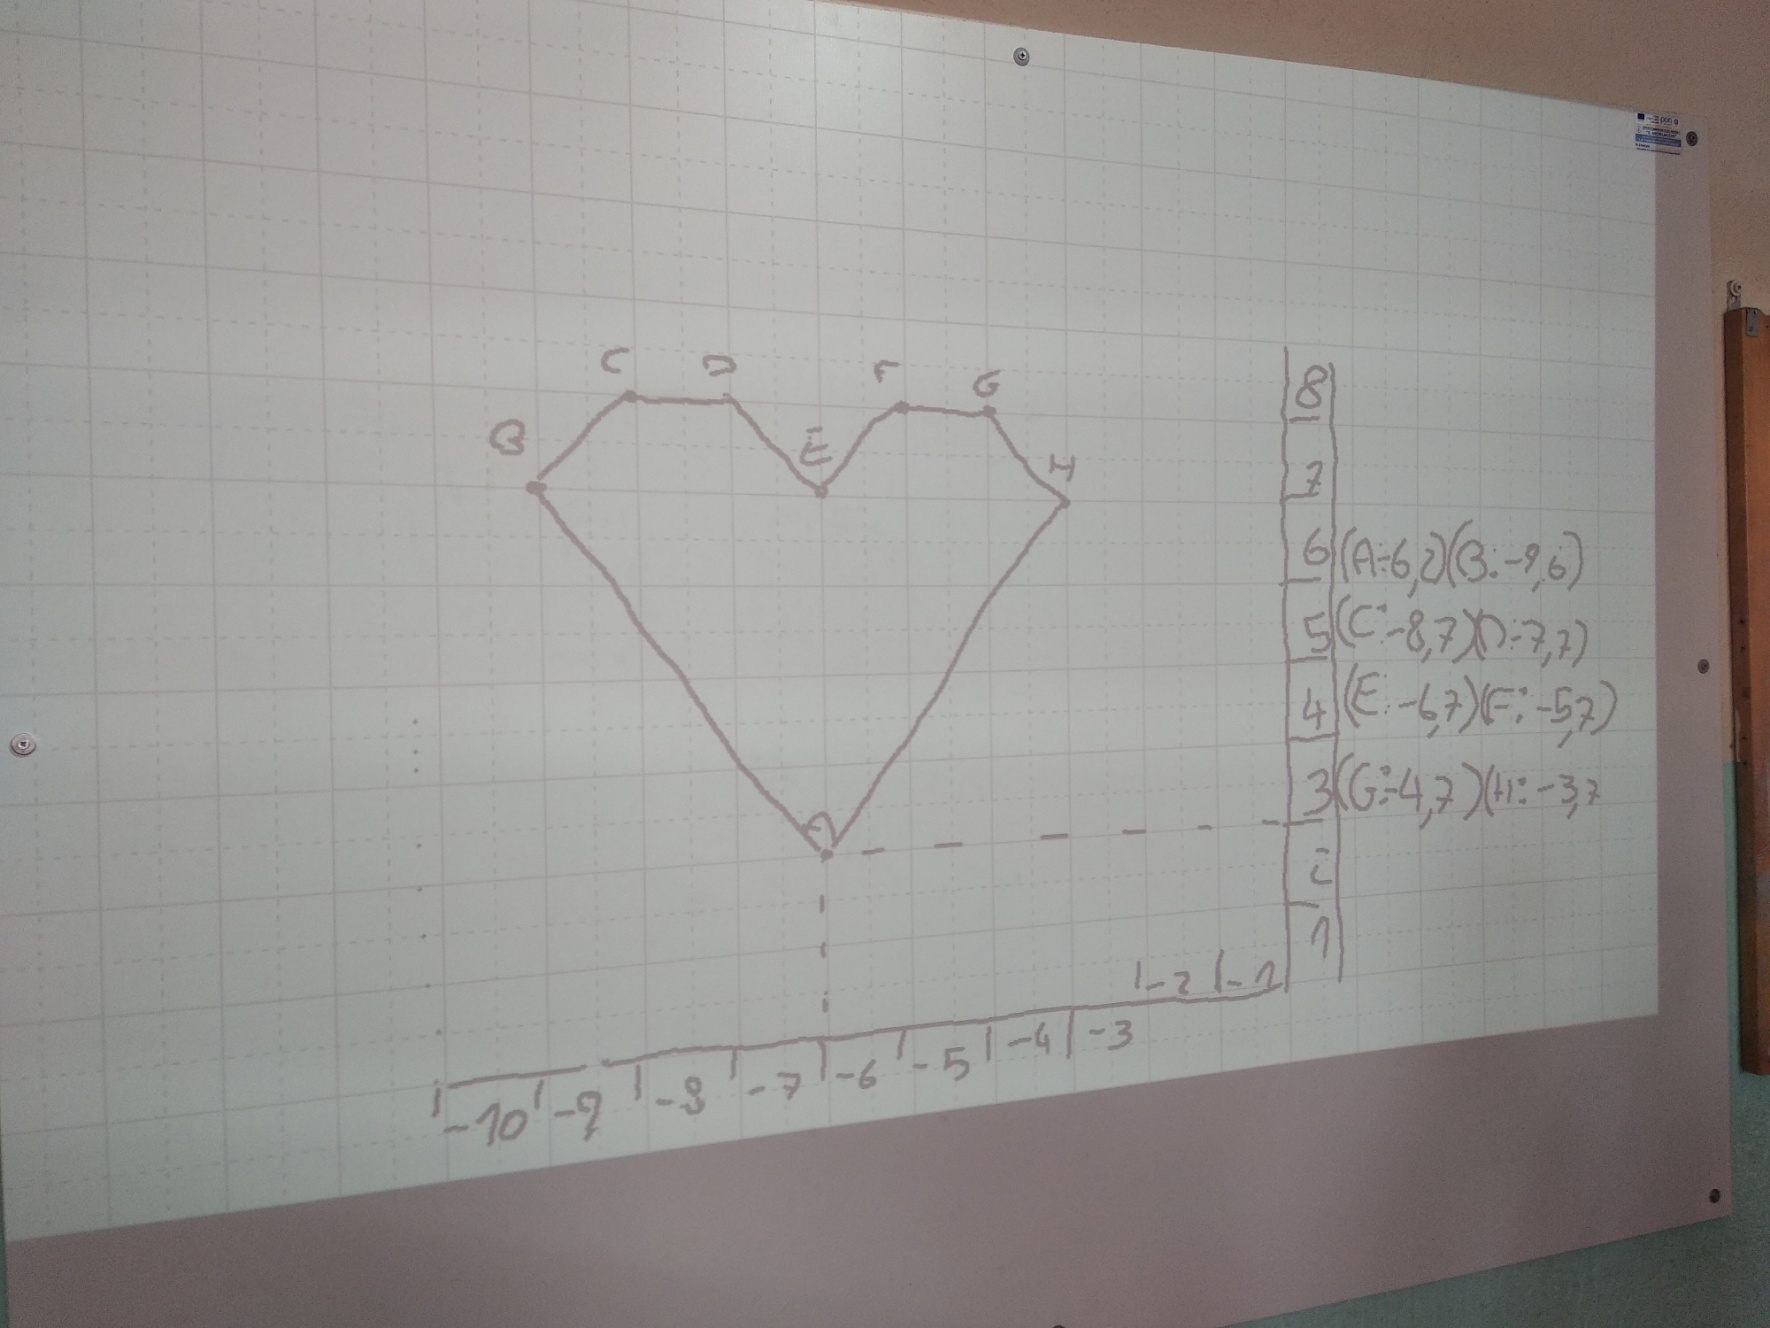 C D F G
B E H
8
7
6 (A:-6,2)(B:-9,6)
5 (C:-8,7)(D:-7,7)
4 (E:-6,7)(F:-5,7)
3 (G:-4,7)(H:-3,7
A
2
1
-2 -1
-10 -9 -8 -7 -6 -5 -4 -3